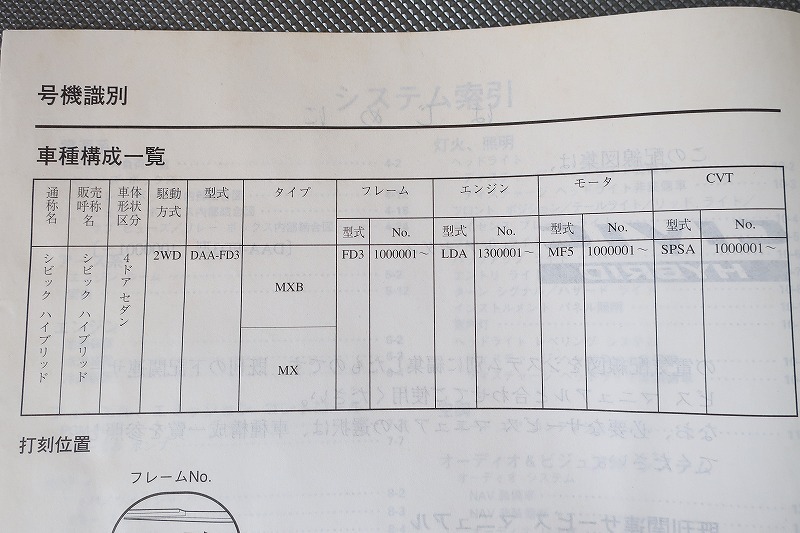 号機識別
車種構成一覧
通称名 販売呼称名 車体形状区分 駆動方式 型式 タイプ フレーム エンジン モータ CVT
型式 No. 型式 No. 型式 No. 型式 No.
シビック ハイブリッド シビック ハイブリッド 4ドア セダン 2WD DAA-FD3 MXB FD3 1000001～ LDA 1300001～ MF5 1000001～ SPSA 1000001～
MX
打刻位置
フレームNo.